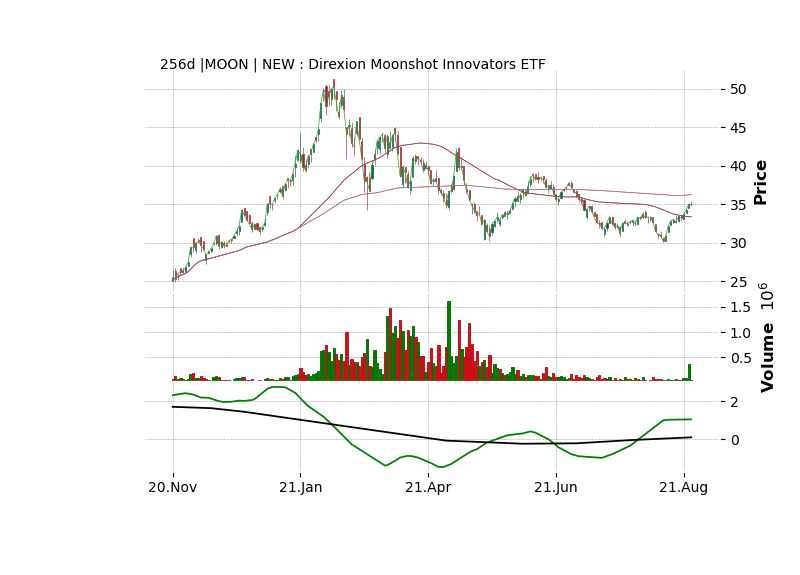 256d |MOON | NEW : Direxion Moonshot Innovators ETF
50
45
40
35
30
25
Price
1.5
1.0
0.5
Volume 10^6
2
0
20.Nov 21.Jan 21.Apr 21.Jun 21.Aug